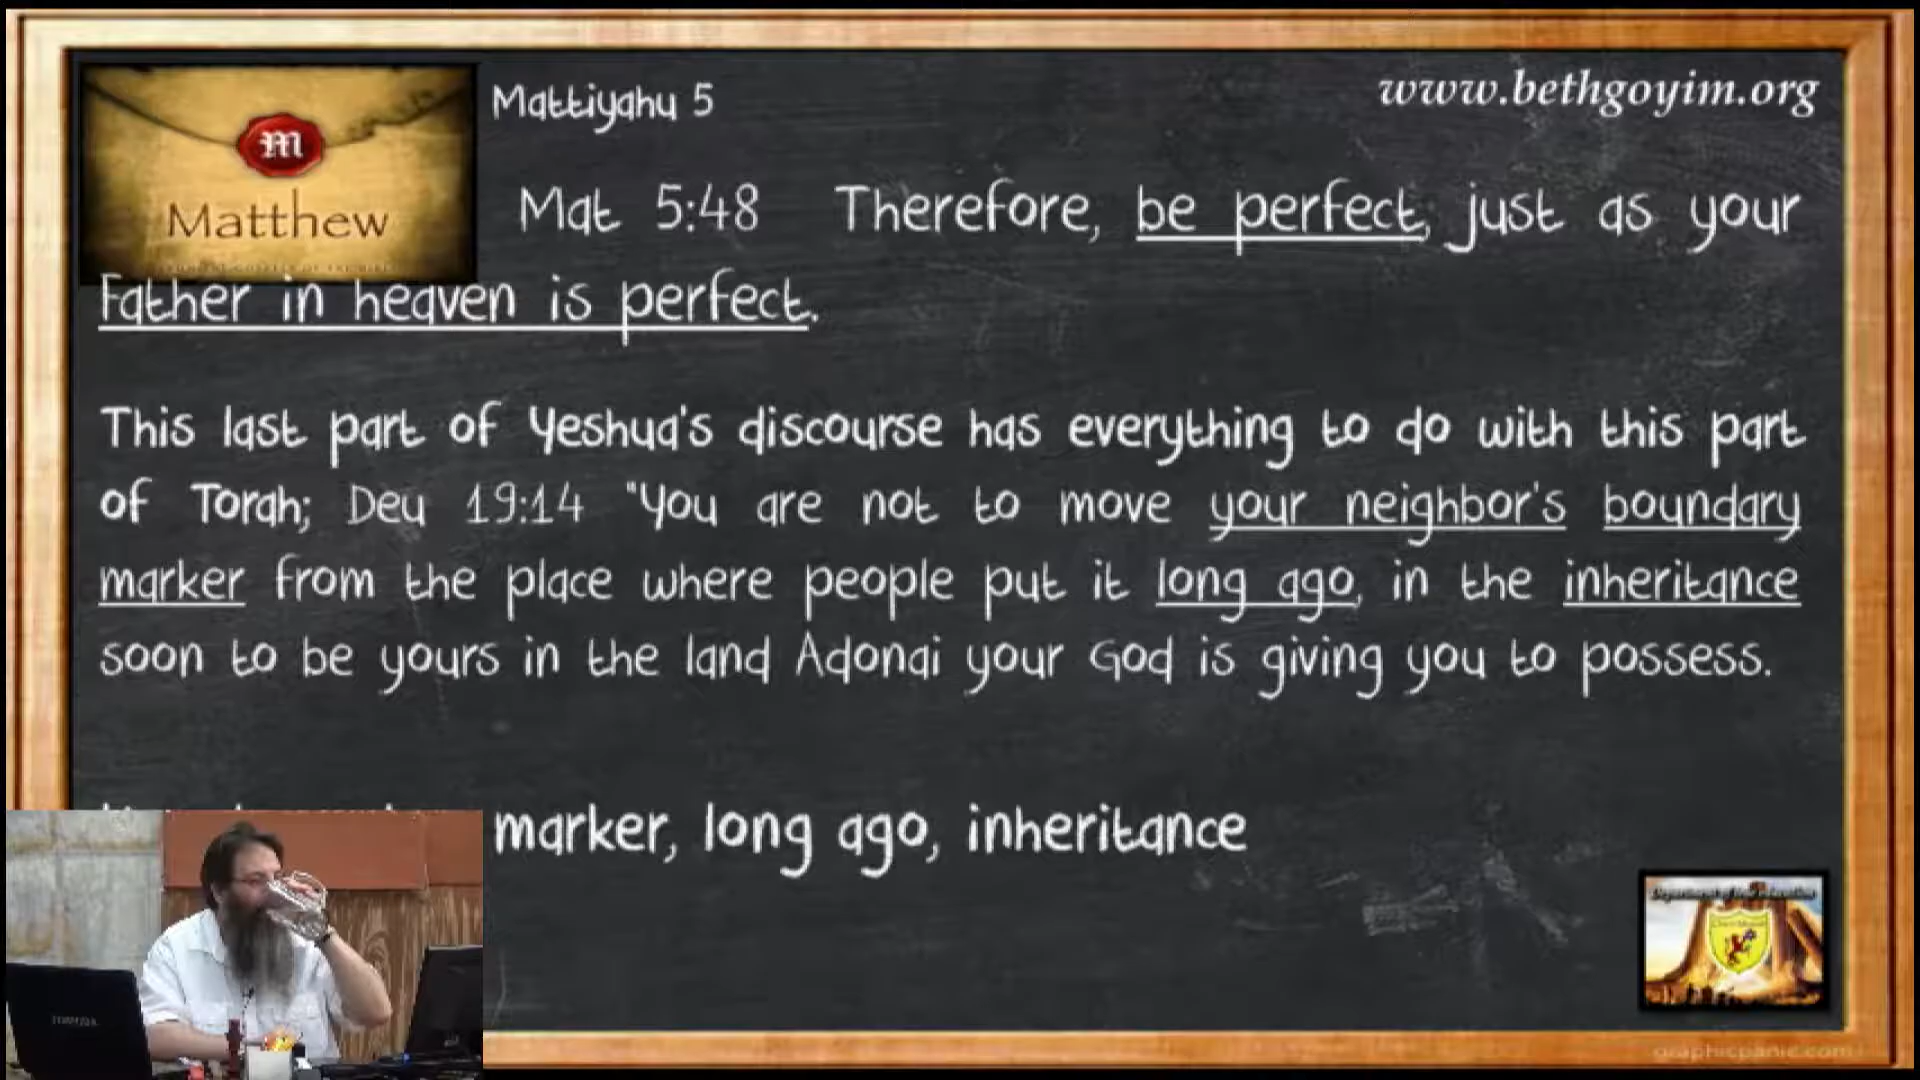 Mattiyahu 5
www.bethgoyim.org
M
Matthew
Mat 5:48 Therefore, be perfect, just as your
Father in heaven is perfect.
This last part of Yeshua's discourse has everything to do with this part
of Torah; Deu 19:14 "You are not to move your neighbor's boundary
marker from the place where people put it long ago, in the inheritance
soon to be yours in the land Adonai your God is giving you to possess.
marker, long ago, inheritance
TOSHIBA
graphicpanic.com